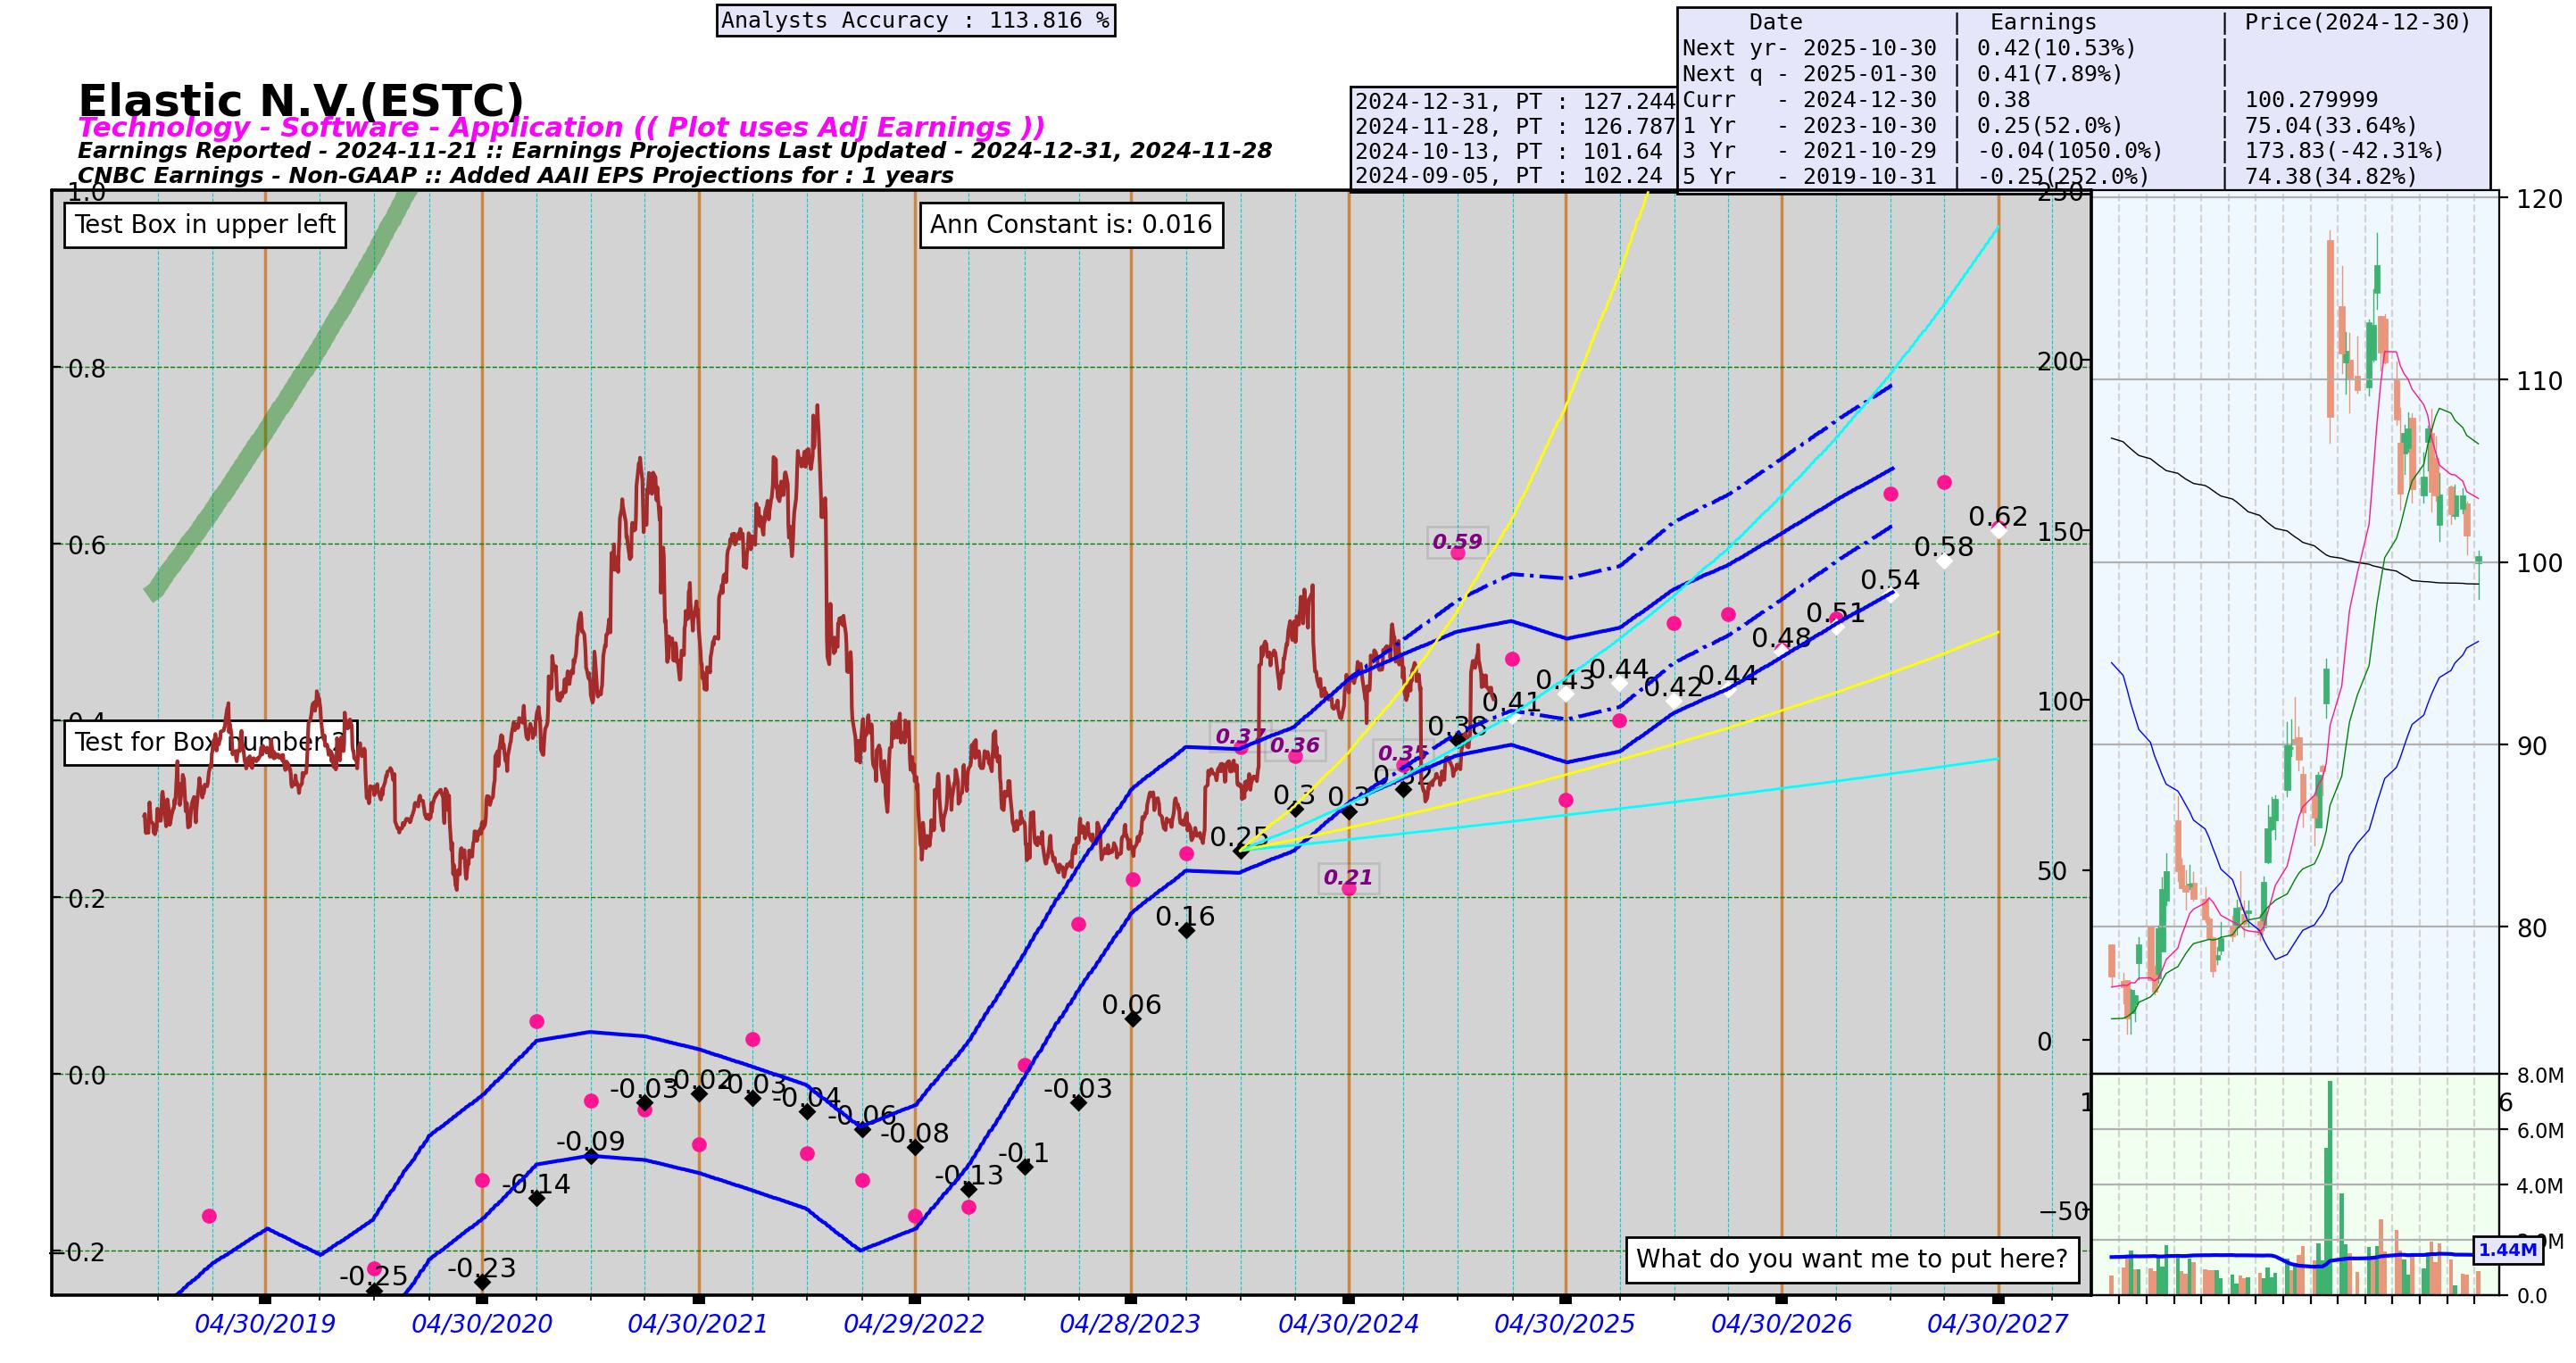 Analysts Accuracy : 113.816 %
Date | Earnings | Price(2024-12-30)
Next yr- 2025-10-30 | 0.42(10.53%) |
Next q - 2025-01-30 | 0.41(7.89%) |
Curr - 2024-12-30 | 0.38 | 100.279999
1 Yr - 2023-10-30 | 0.25(52.0%) | 75.04(33.64%)
3 Yr - 2021-10-29 | -0.04(1050.0%) | 173.83(-42.31%)
5 Yr - 2019-10-31 | -0.25(252.0%) | 74.38(34.82%)
2024-12-31, PT : 127.244
2024-11-28, PT : 126.787
2024-10-13, PT : 101.64
2024-09-05, PT : 102.24
Elastic N.V.(ESTC)
Technology - Software - Application (( Plot uses Adj Earnings ))
Earnings Reported - 2024-11-21 :: Earnings Projections Last Updated - 2024-12-31, 2024-11-28
CNBC Earnings - Non-GAAP :: Added AAII EPS Projections for : 1 years
Test Box in upper left
Ann Constant is: 0.016
Test for Box number 2
What do you want me to put here?
1.0
0.8
0.6
0.4
0.2
0.0
−0.2
250
200
150
100
50
0
−50
-0.25
-0.23
-0.14
-0.09
-0.03
-0.02
-0.03
-0.04
-0.06
-0.08
-0.13
-0.1
-0.03
0.06
0.16
0.25
0.3
0.3
0.32
0.38
0.41
0.43
0.44
0.42
0.44
0.48
0.51
0.54
0.58
0.62
0.37
0.36
0.21
0.35
0.59
120
110
100
90
80
8.0M
6.0M
4.0M
0.0
1.44M
04/30/2019
04/30/2020
04/30/2021
04/29/2022
04/28/2023
04/30/2024
04/30/2025
04/30/2026
04/30/2027